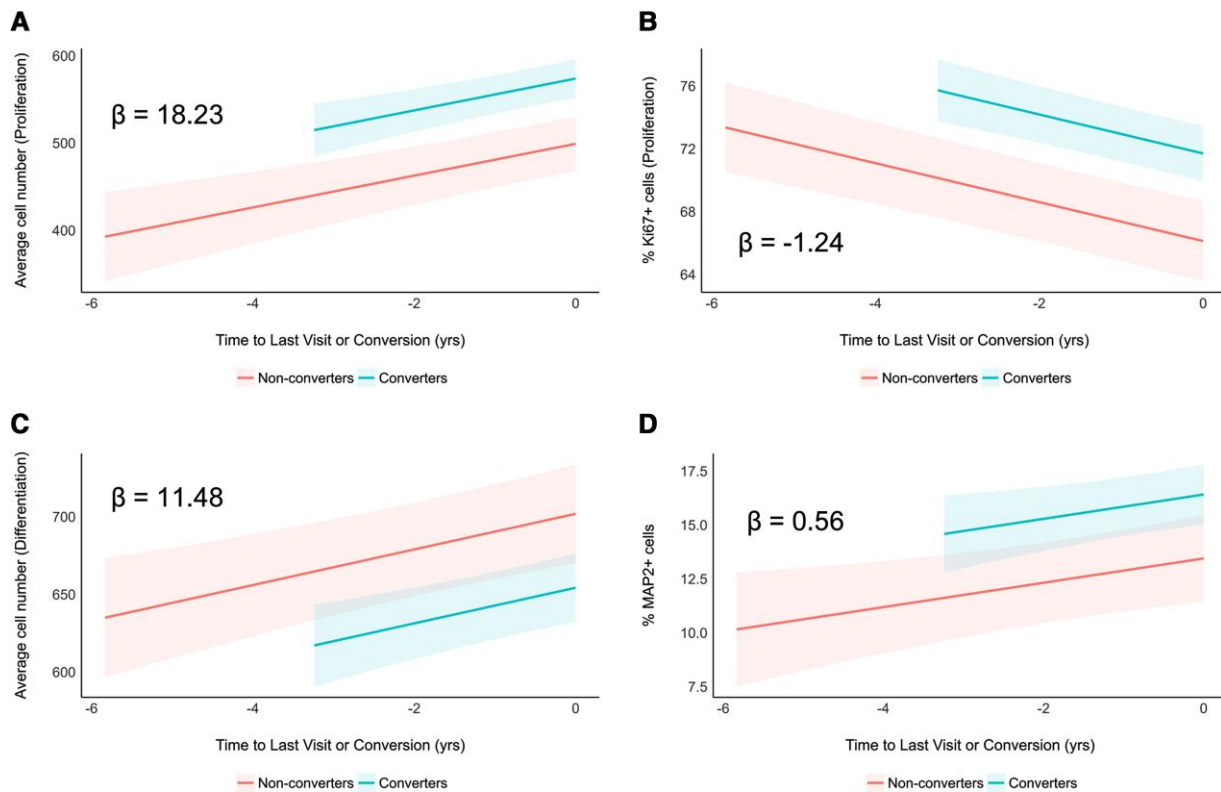 A
Average cell number (Proliferation)
600
500
400
β = 18.23
-6
-4
-2
0
Time to Last Visit or Conversion (yrs)
Non-converters Converters
B
% Ki67+ cells (Proliferation)
76
72
68
64
β = -1.24
-6
-4
-2
0
Time to Last Visit or Conversion (yrs)
Non-converters Converters
C
Average cell number (Differentiation)
700
650
600
β = 11.48
-6
-4
-2
0
Time to Last Visit or Conversion (yrs)
Non-converters Converters
D
% MAP2+ cells
17.5
15.0
12.5
10.0
7.5
β = 0.56
-6
-4
-2
0
Time to Last Visit or Conversion (yrs)
Non-converters Converters